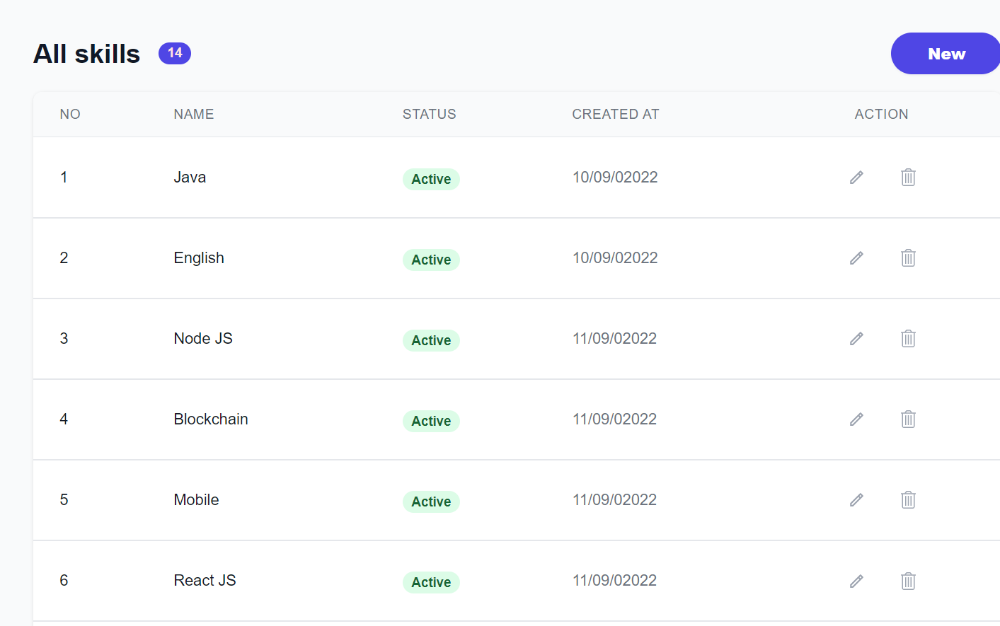 All skills 14 New
NO NAME STATUS CREATED AT ACTION
1 Java Active 10/09/02022
2 English Active 10/09/02022
3 Node JS Active 11/09/02022
4 Blockchain Active 11/09/02022
5 Mobile Active 11/09/02022
6 React JS Active 11/09/02022